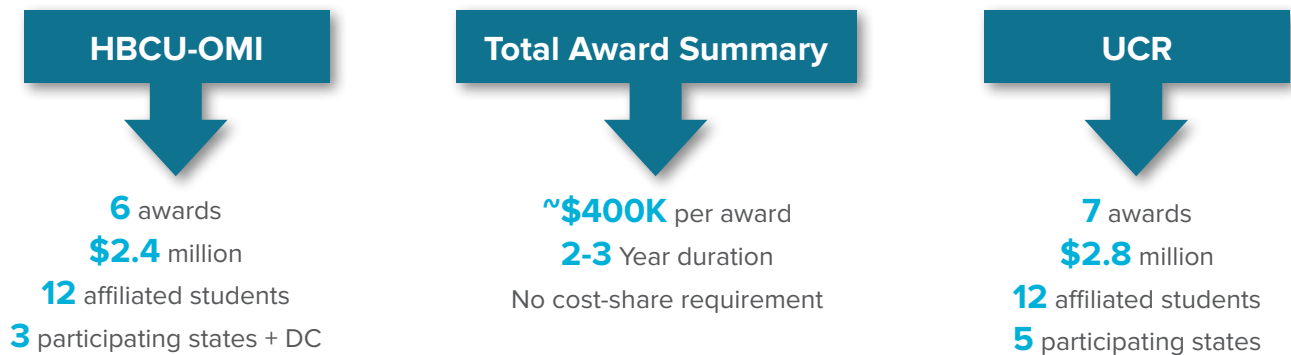 HBCU-OMI
6 awards
$2.4 million
12 affiliated students
3 participating states + DC
Total Award Summary
~$400K per award
2-3 Year duration
No cost-share requirement
UCR
7 awards
$2.8 million
12 affiliated students
5 participating states